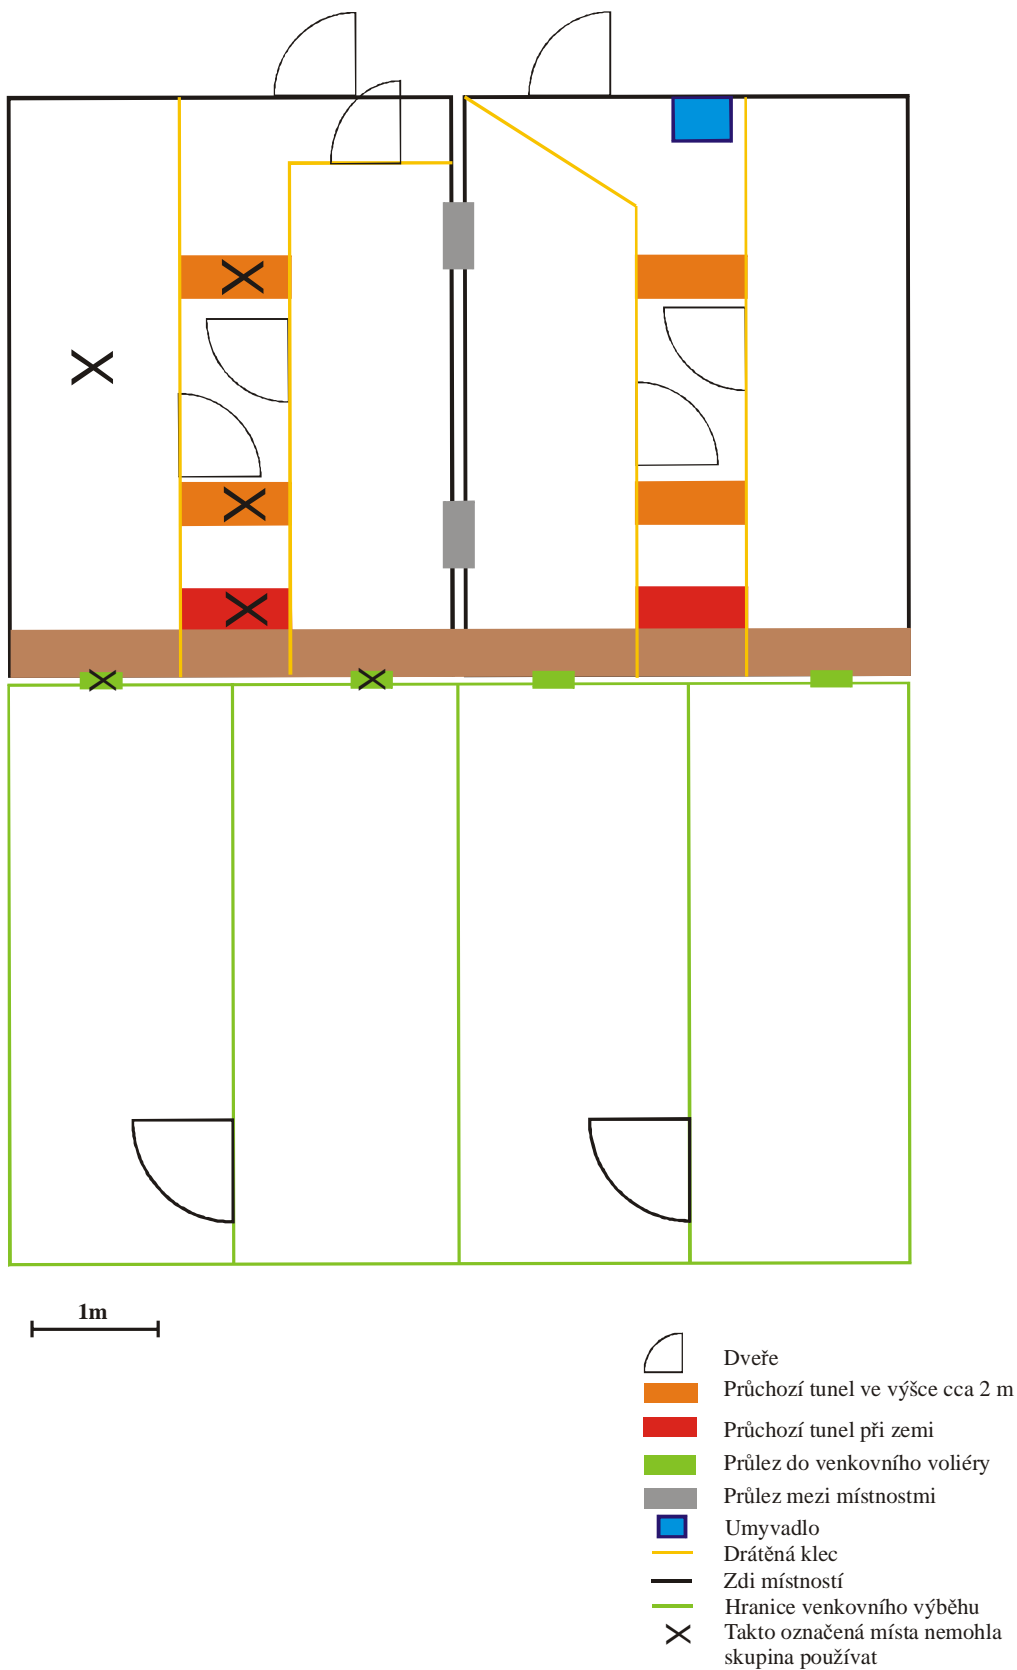 1m
Dveře
Průchozí tunel ve výšce cca 2 m
Průchozí tunel při zemi
Průlez do venkovního voliéry
Průlez mezi místnostmi
Umyvadlo
Drátěná klec
Zdi místností
Hranice venkovního výběhu
Takto označená místa nemohla
skupina používat